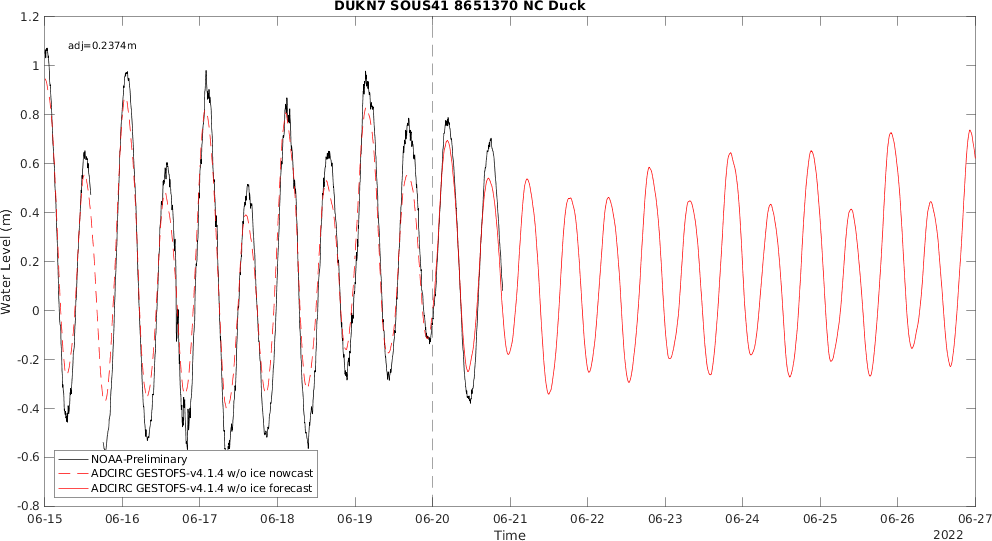 DUKN7 SOUS41 8651370 NC Duck
adj=0.2374m
1.2
1
0.8
0.6
0.4
0.2
0
-0.2
-0.4
-0.6
-0.8
Water Level (m)
NOAA-Preliminary
ADCIRC GESTOFS-v4.1.4 w/o ice nowcast
ADCIRC GESTOFS-v4.1.4 w/o ice forecast
06-15 06-16 06-17 06-18 06-19 06-20 06-21 06-22 06-23 06-24 06-25 06-26 06-27
Time
2022